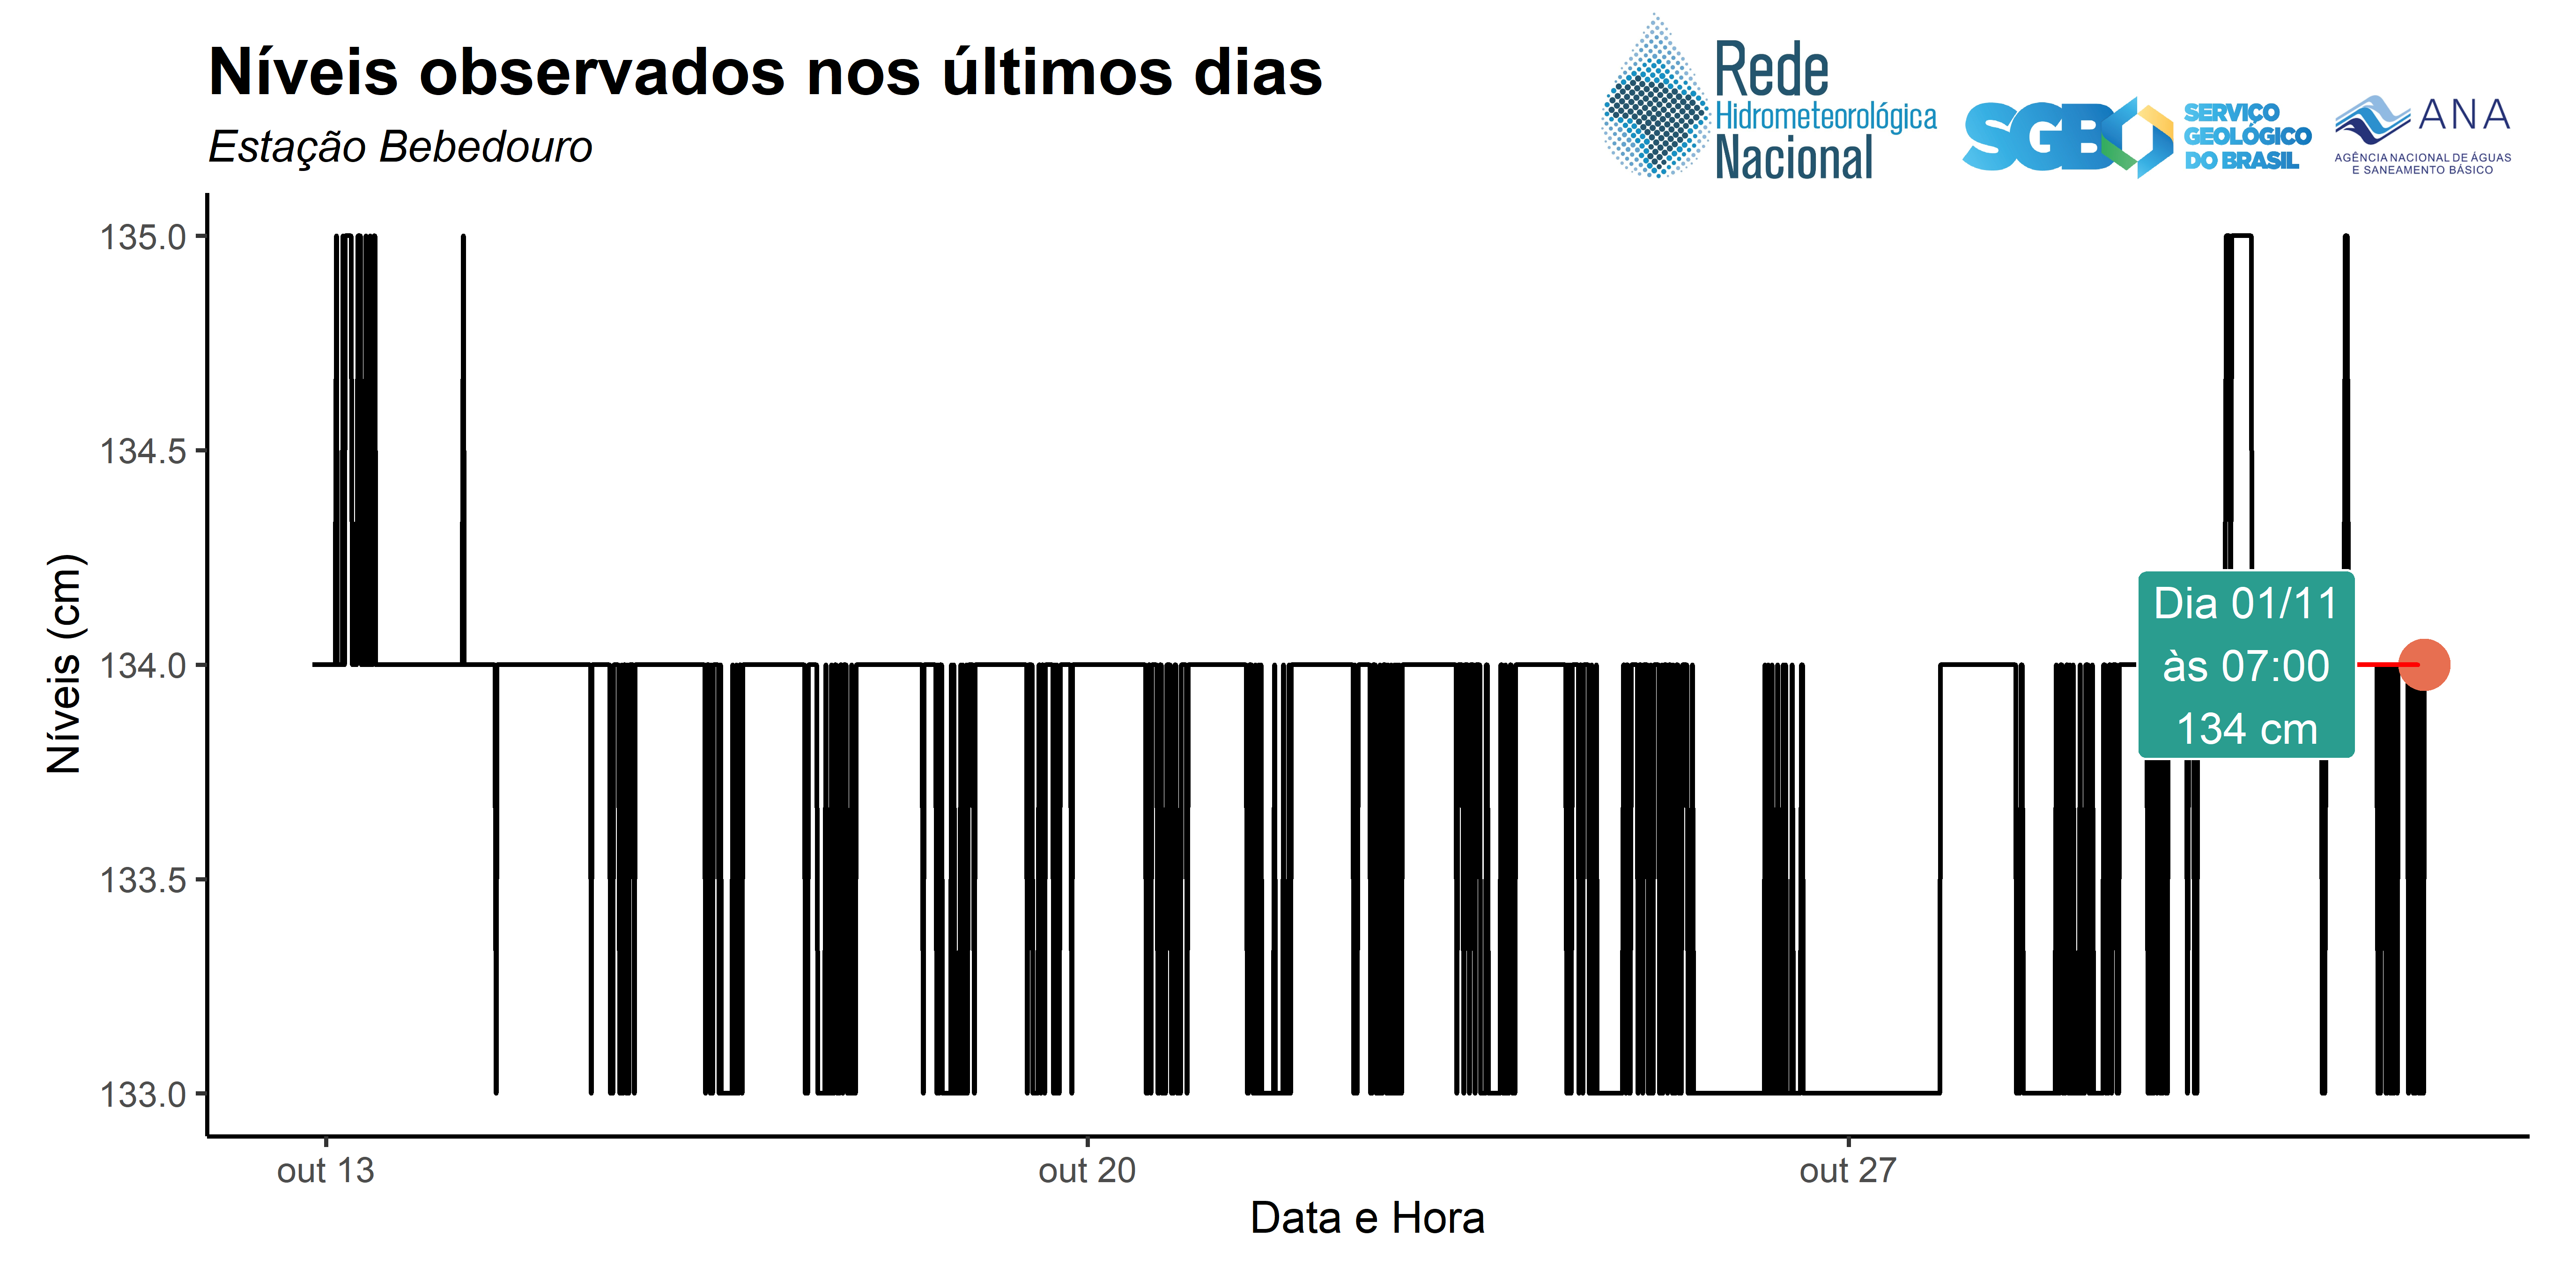 Níveis observados nos últimos dias
Estação Bebedouro
Rede
Hidrometeorológica
Nacional
SGB
SERVIÇO
GEOLÓGICO
DO BRASIL
ANA
AGÊNCIA NACIONAL DE ÁGUAS
E SANEAMENTO BÁSICO
Níveis (cm)
135.0
134.5
134.0
133.5
133.0
Dia 01/11
às 07:00
134 cm
out 13
out 20
out 27
Data e Hora